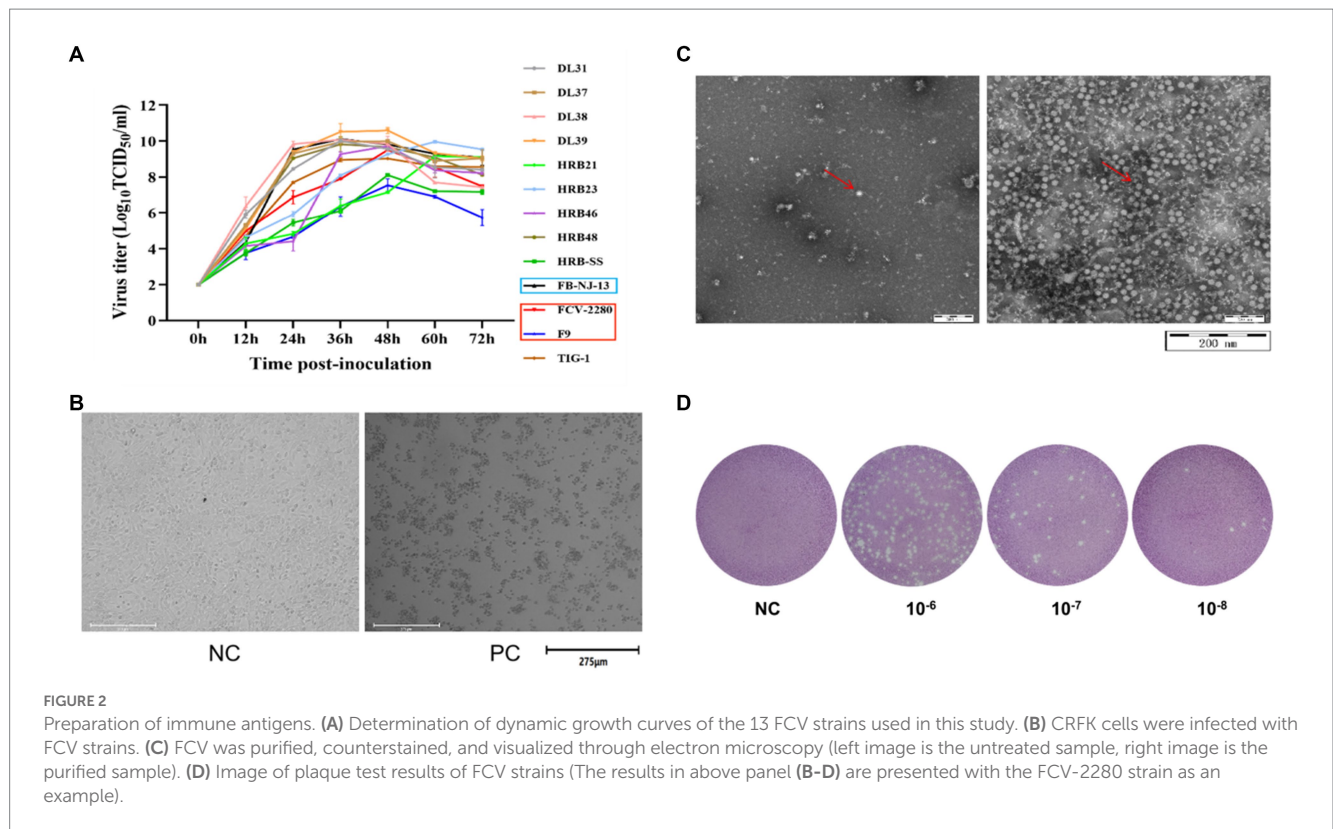 A
DL31
DL37
DL38
DL39
HRB21
HRB23
HRB46
HRB48
HRB-SS
FB-NJ-13
FCV-2280
F9
TIG-1
Virus titer (Log10TCID50/ml)
12
10
8
6
4
2
0
0h 12h 24h 36h 48h 60h 72h
Time post-inoculation
C
200 nm
B
NC PC
275μm
D
NC 10-6 10-7 10-8
FIGURE 2
Preparation of immune antigens. (A) Determination of dynamic growth curves of the 13 FCV strains used in this study. (B) CRFK cells were infected with
FCV strains. (C) FCV was purified, counterstained, and visualized through electron microscopy (left image is the untreated sample, right image is the
purified sample). (D) Image of plaque test results of FCV strains (The results in above panel (B-D) are presented with the FCV-2280 strain as an
example).